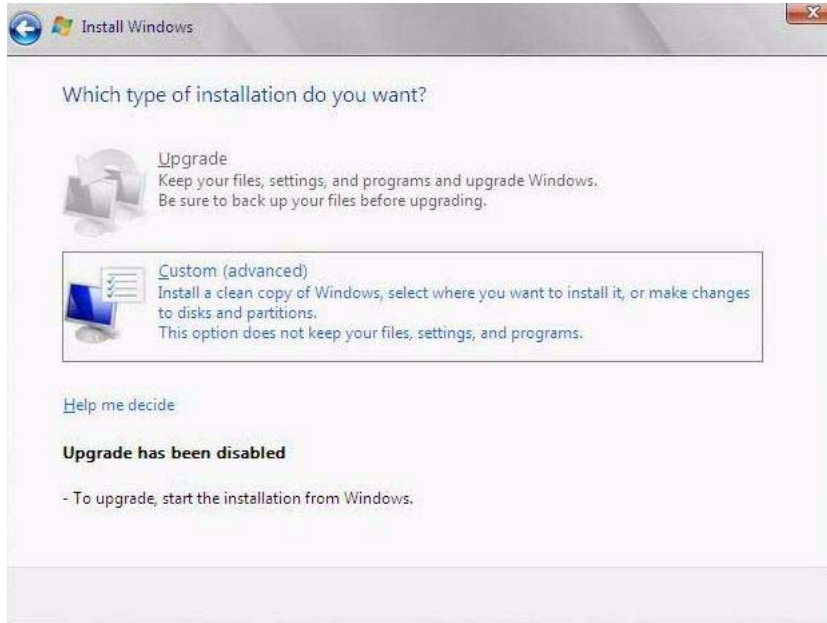 Install Windows
Which type of installation do you want?
Upgrade
Keep your files, settings, and programs and upgrade Windows.
Be sure to back up your files before upgrading.
Custom (advanced)
Install a clean copy of Windows, select where you want to install it, or make changes
to disks and partitions.
This option does not keep your files, settings, and programs.
Help me decide
Upgrade has been disabled
- To upgrade, start the installation from Windows.